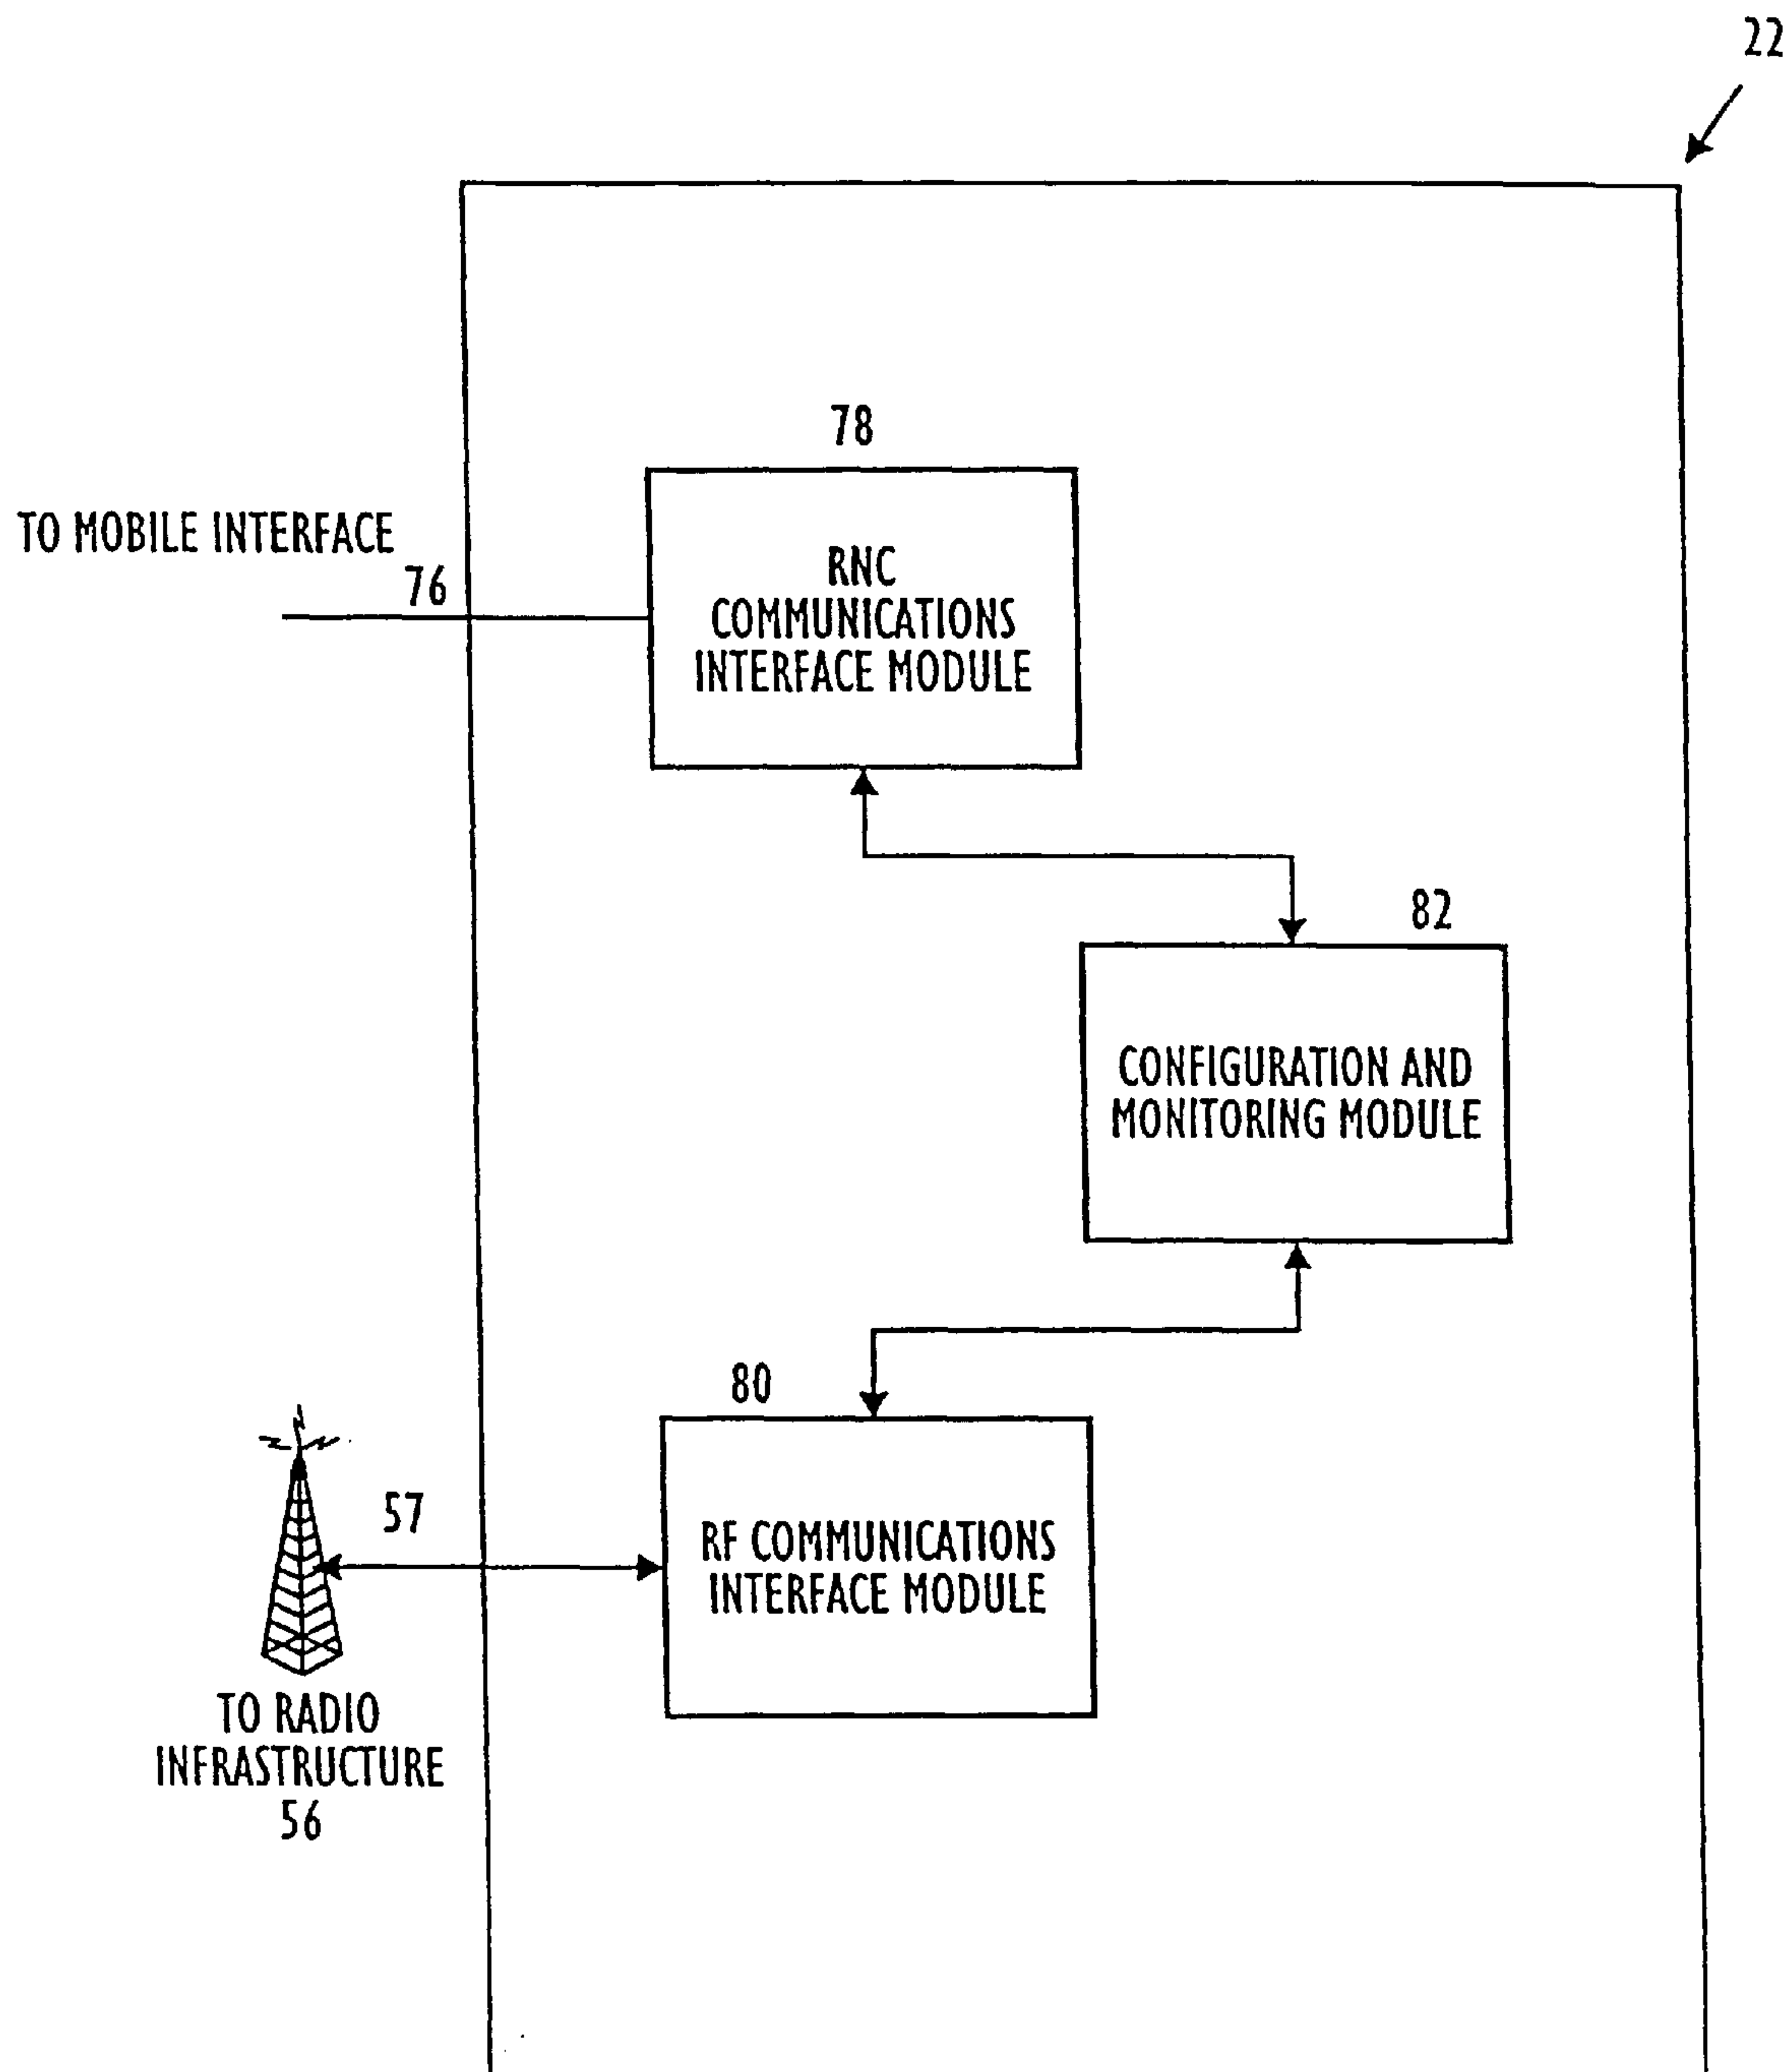 22
78
TO MOBILE INTERFACE
76
RNC
COMMUNICATIONS
INTERFACE MODULE
82
CONFIGURATION AND
MONITORING MODULE
80
57
RF COMMUNICATIONS
INTERFACE MODULE
TO RADIO
INFRASTRUCTURE
56